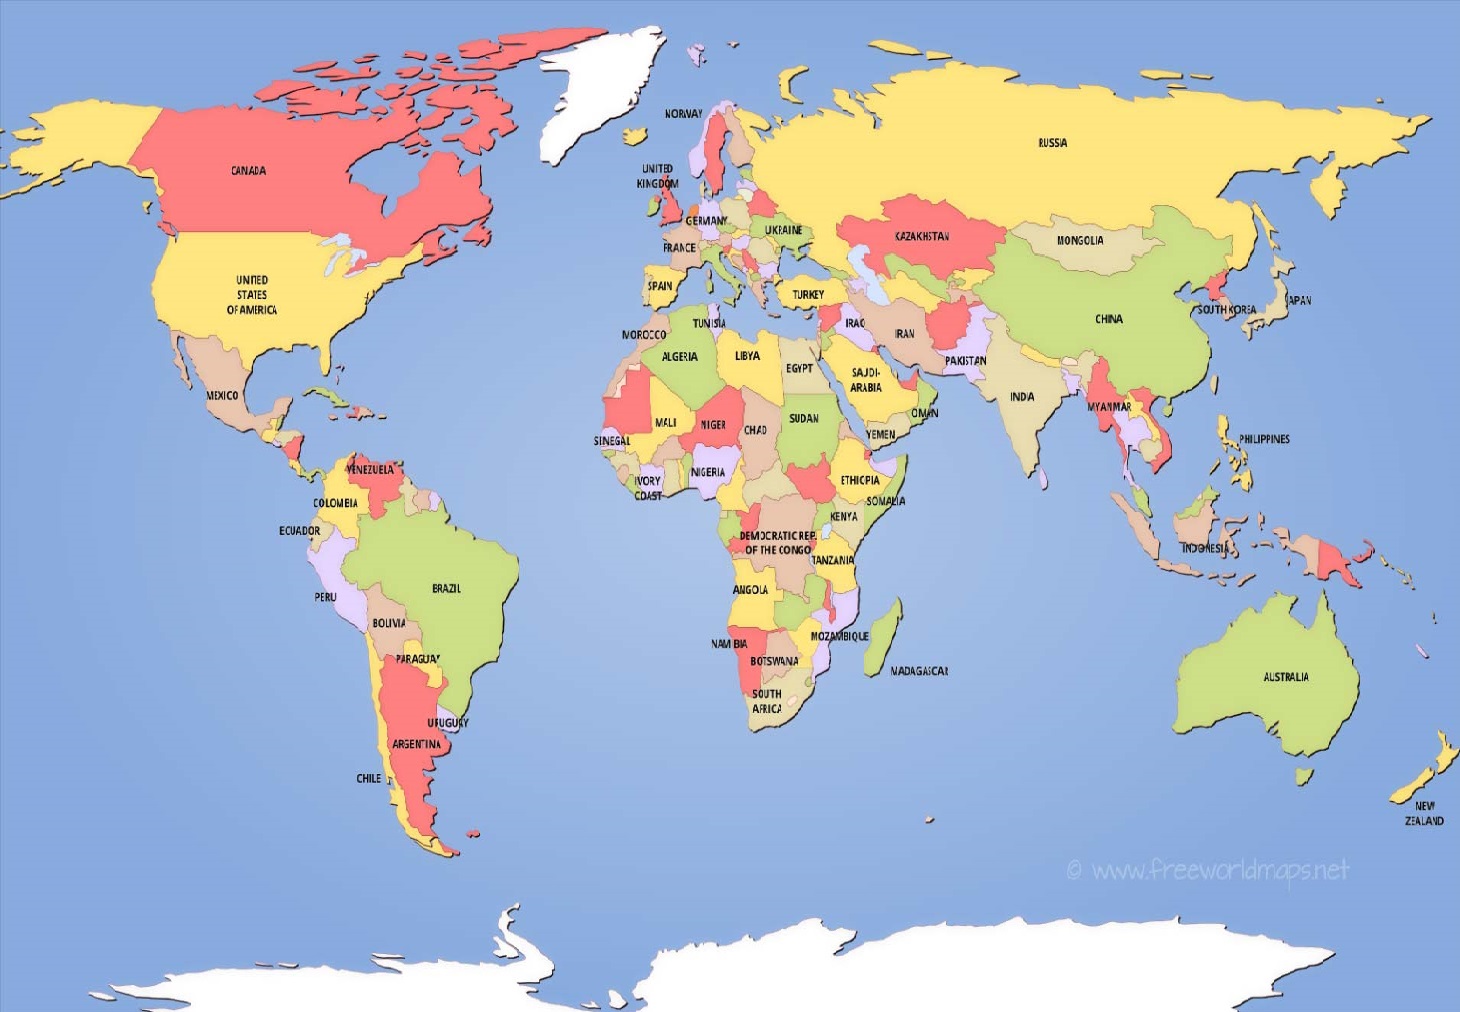 NORWAY
RUSSIA
CANADA
UNITED
KINGDOM
GERMANY
UKRAINE
KAZAKHSTAN
MONGOLIA
FRANCE
UNITED
STATES
OF AMERICA
SPAIN
TURKEY
JAPAN
SOUTH KOREA
CHINA
TUNISIA
IRAQ
MOROCCO
IRAN
ALGERIA
LIBYA
EGYPT
PAKISTAN
SAUDI-
ARABIA
MEXICO
INDIA
MYANMAR
OMAN
MALI
NIGER
CHAD
SUDAN
YEMEN
SINEGAL
PHILIPPINES
VENEZUELA
NIGERIA
IVORY
COAST
ETHICPIA
SOMALIA
COLOMEIA
KENYA
ECUADOR
DEMOCRATIC REP.
OF THE CONGO
INDONESIA
TANZANIA
BRAZIL
ANGOLA
PERU
BOLIVIA
MOZAMBIQUE
NAMIBIA
PARAGUAY
BOTSWANA
MADAGASCAR
AUSTRALIA
SOUTH
AFRICA
URUGUAY
ARGENTINA
CHILE
NEW
ZEALAND
© www.freeworldmaps.net